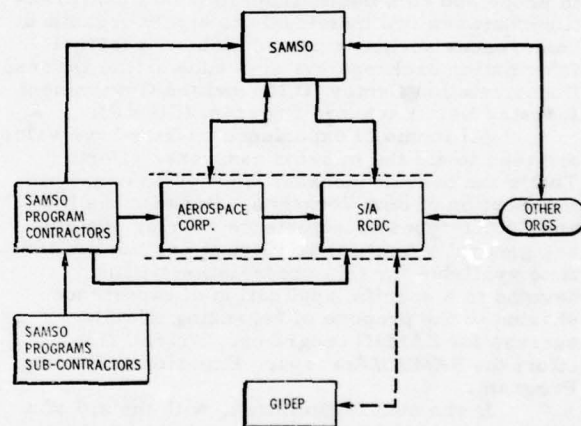 SAMSO
SAMSO
PROGRAM
CONTRACTORS
AEROSPACE
CORP.
S/A
RCDC
OTHER
ORGS
SAMSO
PROGRAMS
SUB-CONTRACTORS
GIDEP